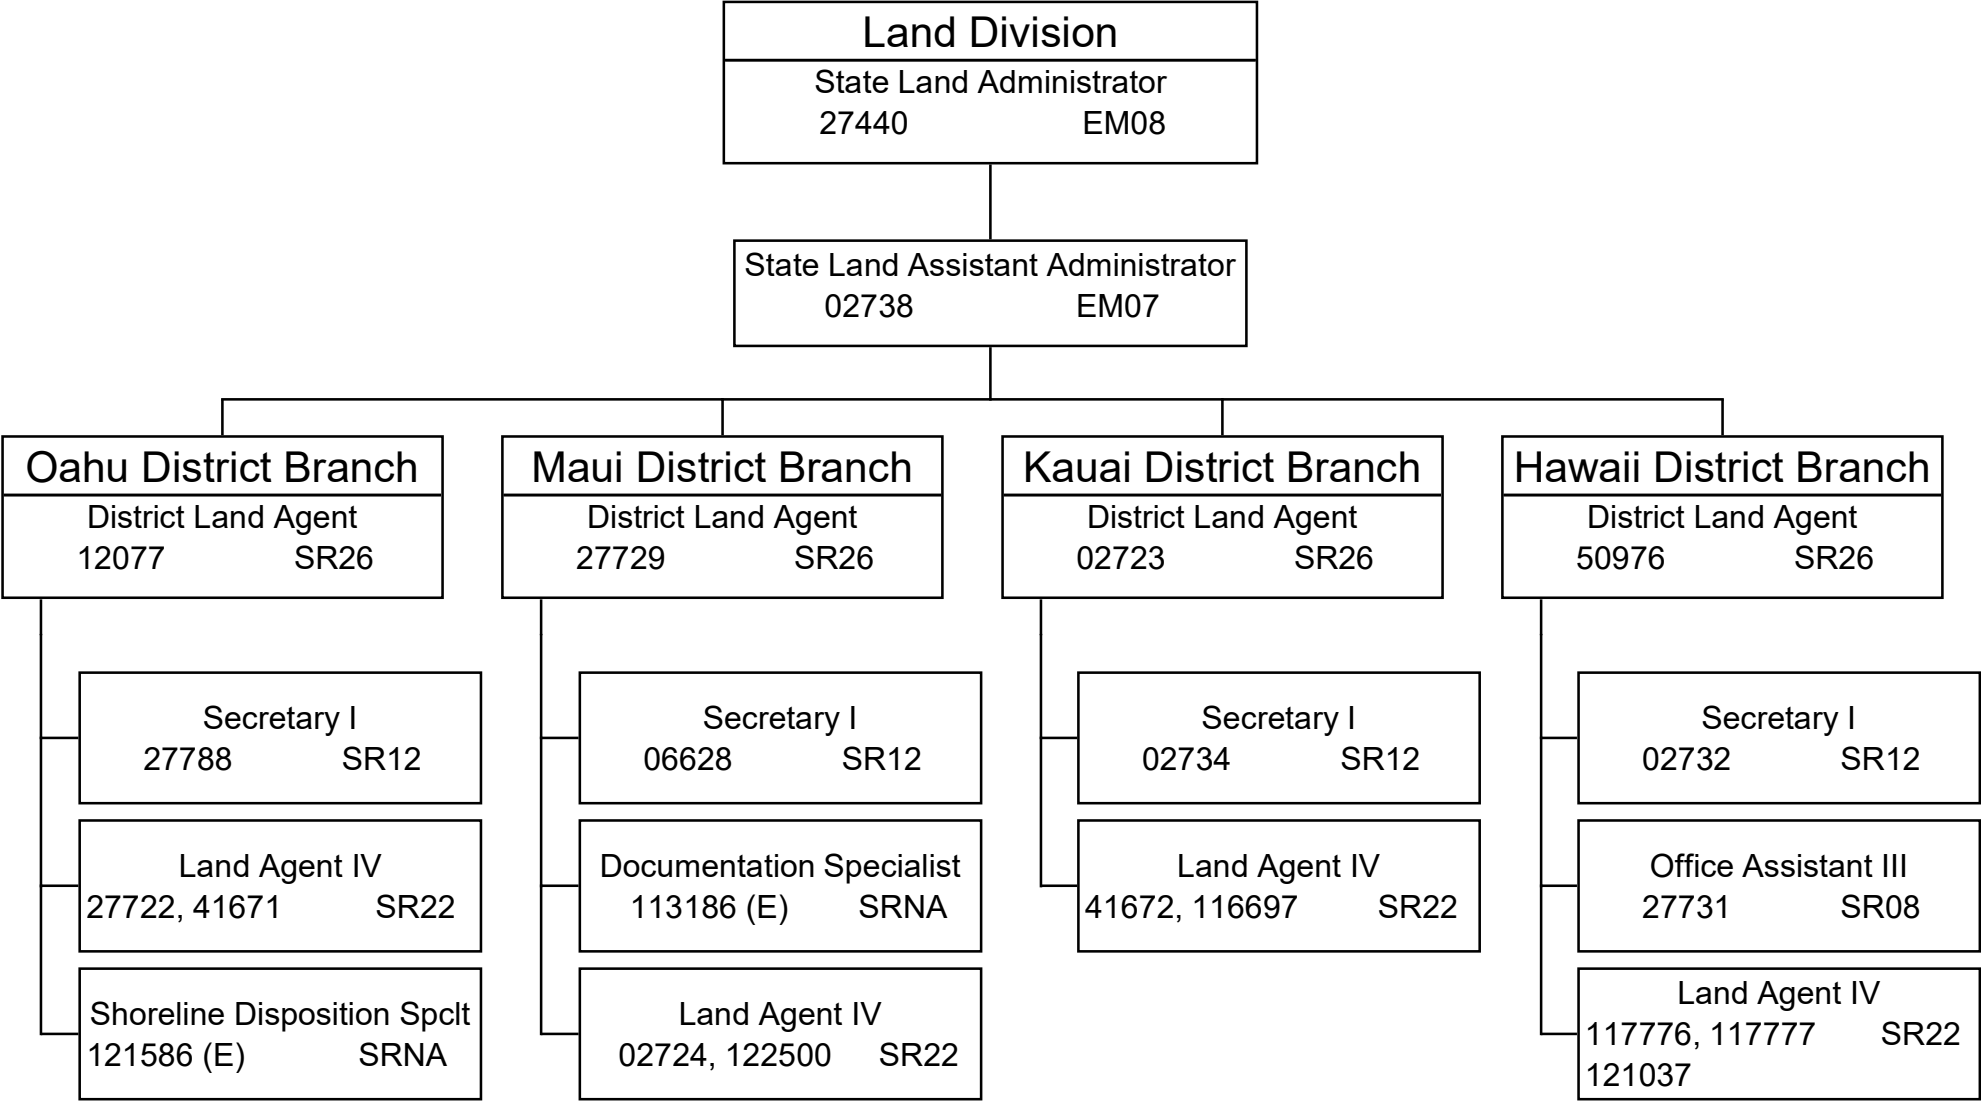 Land Division
State Land Administrator
27440 EM08
State Land Assistant Administrator
02738 EM07
Oahu District Branch
District Land Agent
12077 SR26
Secretary I
27788 SR12
Land Agent IV
27722, 41671 SR22
Shoreline Disposition Spclt
121586 (E) SRNA
Maui District Branch
District Land Agent
27729 SR26
Secretary I
06628 SR12
Documentation Specialist
113186 (E) SRNA
Land Agent IV
02724, 122500 SR22
Kauai District Branch
District Land Agent
02723 SR26
Secretary I
02734 SR12
Land Agent IV
41672, 116697 SR22
Hawaii District Branch
District Land Agent
50976 SR26
Secretary I
02732 SR12
Office Assistant III
27731 SR08
Land Agent IV
117776, 117777 SR22
121037